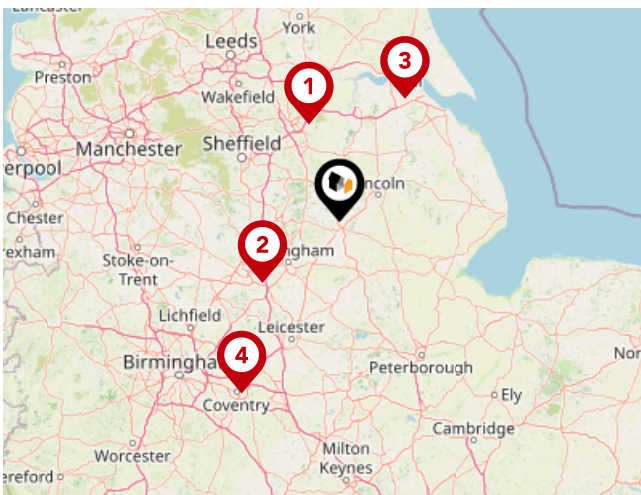 Lancaster
York
Leeds
3
Preston
1
Wakefield
Manchester
Sheffield
erpool
ncoln
Chester
2
ngham
rexham
Stoke-on-
Trent
Lichfield
Leicester
Birmingha
4
Peterborough
Nor
Coventry
Ely
Cambridge
Worcester
Milton
Keynes
ereford